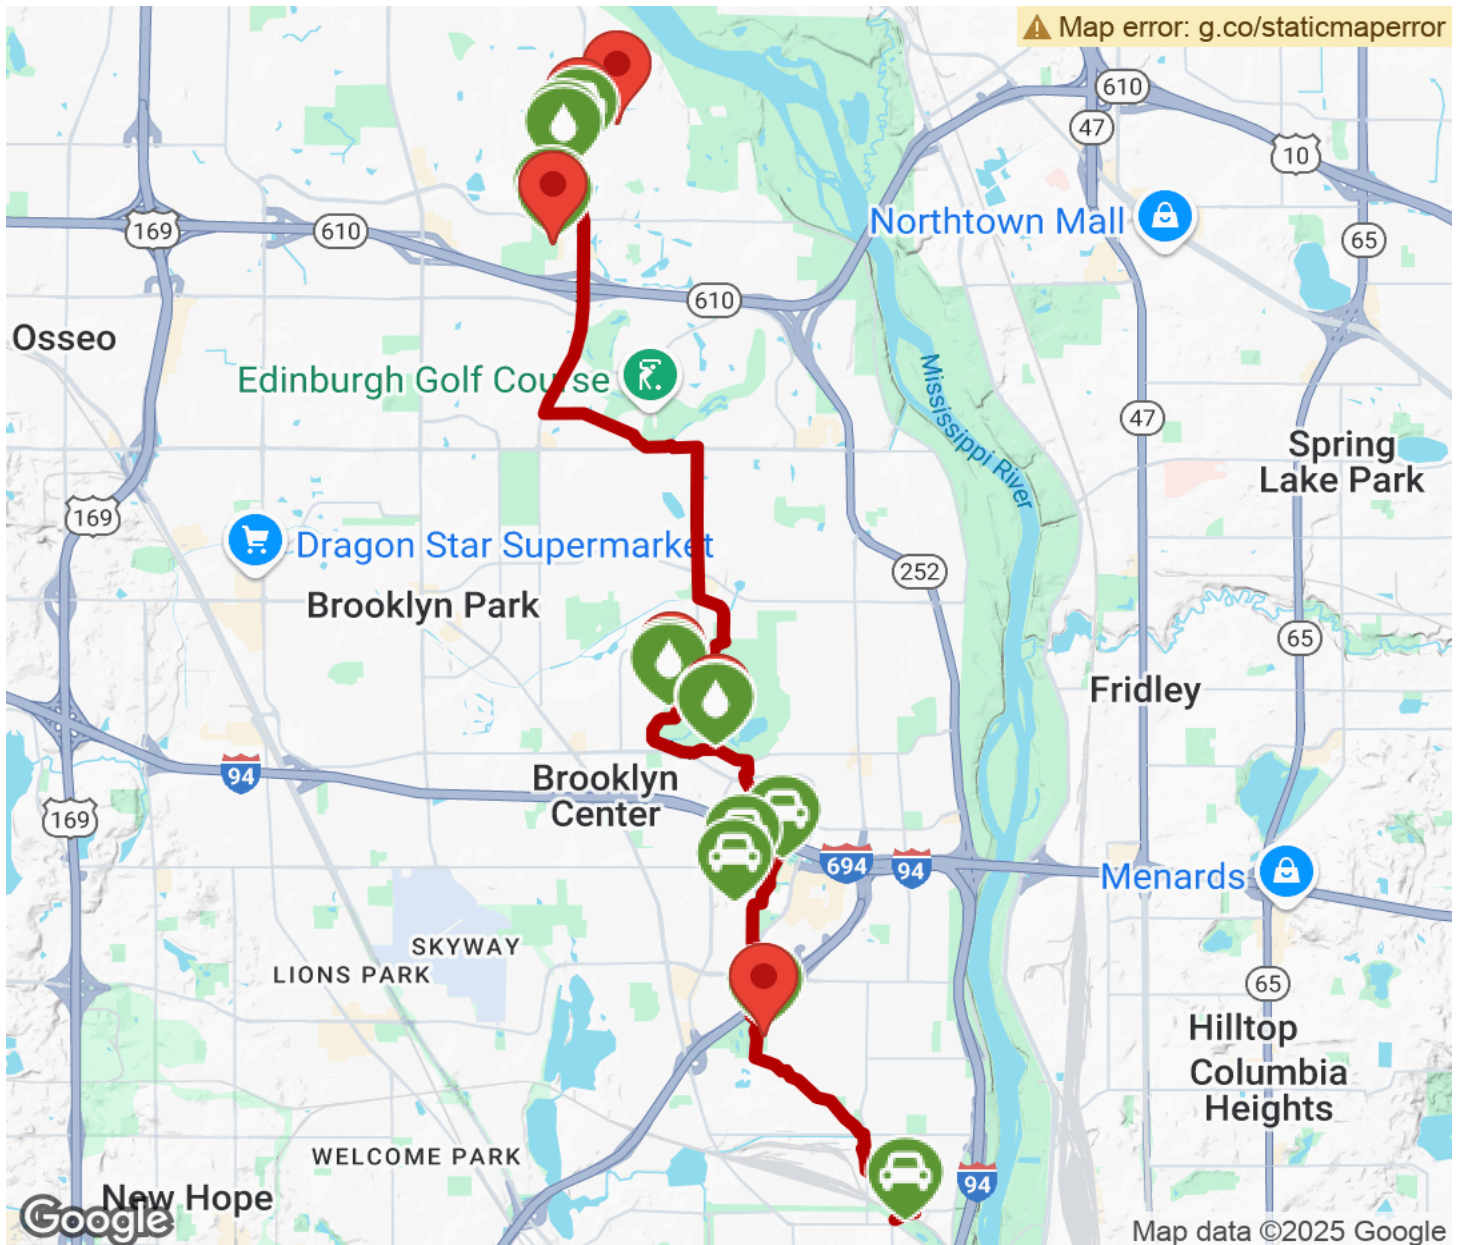 Map error: g.co/staticmaperror
610
47
10
169
610
Northtown Mall
65
610
Osseo
Edinburgh Golf Course
Mississippi River
47
Spring
Lake Park
169
Dragon Star Supermarket
252
Brooklyn Park
65
Fridley
94
Brooklyn
Center
169
694
94
Menards
SKYWAY
LIONS PARK
65
Hilltop
Columbia
Heights
WELCOME PARK
94
New Hope
Google
Map data ©2025 Google